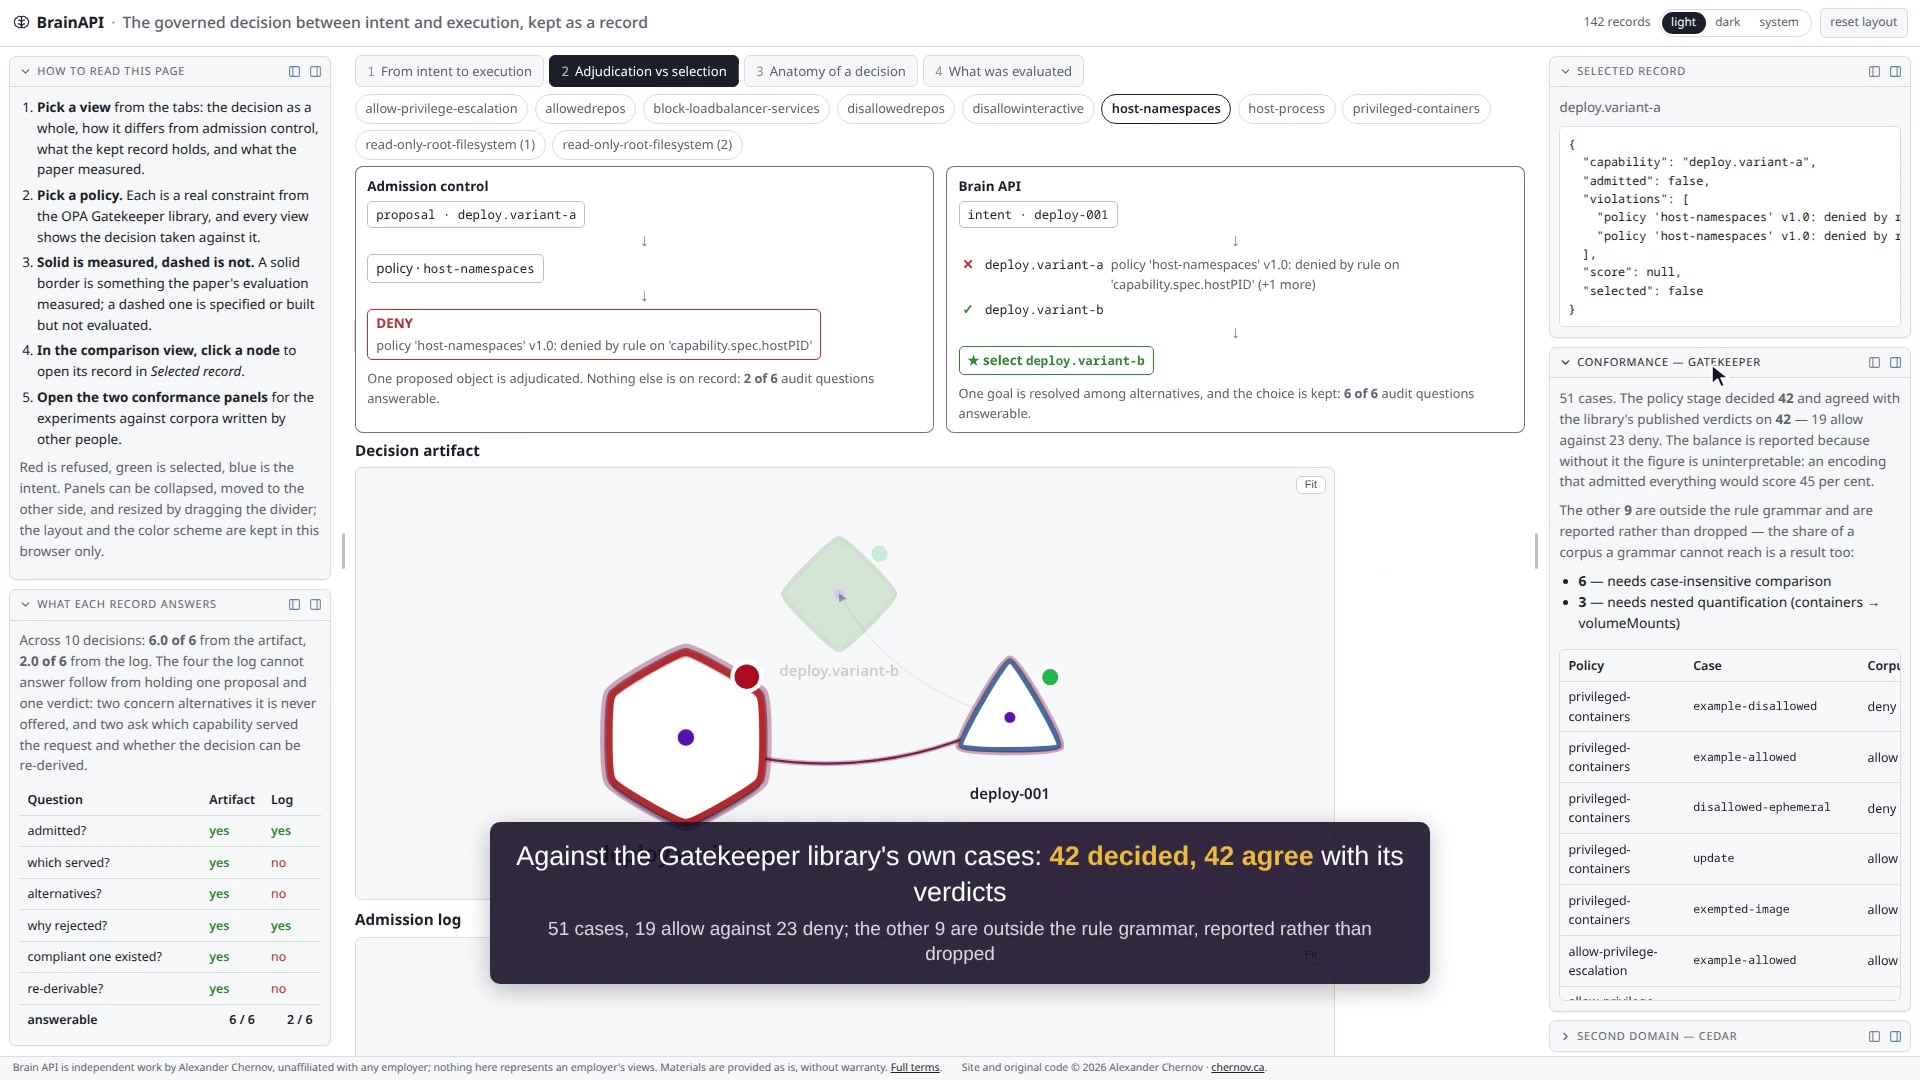 BrainAPI · The governed decision between intent and execution, kept as a record
142 records light dark system reset layout
HOW TO READ THIS PAGE
1. Pick a view from the tabs: the decision as a
whole, how it differs from admission control,
what the kept record holds, and what the
paper measured.
2. Pick a policy. Each is a real constraint from
the OPA Gatekeeper library, and every view
shows the decision taken against it.
3. Solid is measured, dashed is not. A solid
border is something the paper's evaluation
measured; a dashed one is specified or built
but not evaluated.
4. In the comparison view, click a node to
open its record in Selected record.
5. Open the two conformance panels for the
experiments against corpora written by
other people.
Red is refused, green is selected, blue is the
intent. Panels can be collapsed, moved to the
other side, and resized by dragging the divider;
the layout and the color scheme are kept in this
browser only.
WHAT EACH RECORD ANSWERS
Across 10 decisions: 6.0 of 6 from the artifact,
2.0 of 6 from the log. The four the log cannot
answer follow from holding one proposal and
one verdict: two concern alternatives it is never
offered, and two ask which capability served
the request and whether the decision can be
re-derived.
Question Artifact Log
admitted? yes yes
which served? yes no
alternatives? yes no
why rejected? yes yes
compliant one existed? yes no
re-derivable? yes no
answerable 6 / 6 2 / 6
1 From intent to execution 2 Adjudication vs selection 3 Anatomy of a decision 4 What was evaluated
allow-privilege-escalation allowedrepos block-loadbalancer-services disallowedrepos disallowinteractive host-namespaces host-process privileged-containers
read-only-root-filesystem (1) read-only-root-filesystem (2)
Admission control
proposal · deploy.variant-a
↓
policy · host-namespaces
↓
DENY
policy 'host-namespaces' v1.0: denied by rule on 'capability.spec.hostPID'
One proposed object is adjudicated. Nothing else is on record: 2 of 6 audit questions
answerable.
Brain API
intent · deploy-001
↓
✕ deploy.variant-a policy 'host-namespaces' v1.0: denied by rule on
'capability.spec.hostPID' (+1 more)
✓ deploy.variant-b
↓
★ select deploy.variant-b
One goal is resolved among alternatives, and the choice is kept: 6 of 6 audit questions
answerable.
Decision artifact
Fit
deploy.variant-b
deploy-001
Against the Gatekeeper library's own cases: 42 decided, 42 agree with its
verdicts
51 cases, 19 allow against 23 deny; the other 9 are outside the rule grammar, reported rather than
dropped
Admission log
Fit
SELECTED RECORD
deploy.variant-a
{
"capability": "deploy.variant-a",
"admitted": false,
"violations": [
"policy 'host-namespaces' v1.0: denied by r
"policy 'host-namespaces' v1.0: denied by r
],
"score": null,
"selected": false
}
CONFORMANCE — GATEKEEPER
51 cases. The policy stage decided 42 and agreed with
the library's published verdicts on 42 — 19 allow
against 23 deny. The balance is reported because
without it the figure is uninterpretable: an encoding
that admitted everything would score 45 per cent.
The other 9 are outside the rule grammar and are
reported rather than dropped — the share of a
corpus a grammar cannot reach is a result too:
• 6 — needs case-insensitive comparison
• 3 — needs nested quantification (containers →
volumeMounts)
Policy Case Corpu
privileged-
containers example-disallowed deny
privileged-
containers example-allowed allow
privileged-
containers disallowed-ephemeral deny
privileged-
containers update allow
privileged-
containers exempted-image allow
allow-privilege-
escalation example-allowed allow
SECOND DOMAIN — CEDAR
Brain API is independent work by Alexander Chernov, unaffiliated with any employer; nothing here represents an employer's views. Materials are provided as is, without warranty. Full terms. Site and original code © 2026 Alexander Chernov · chernov.ca.